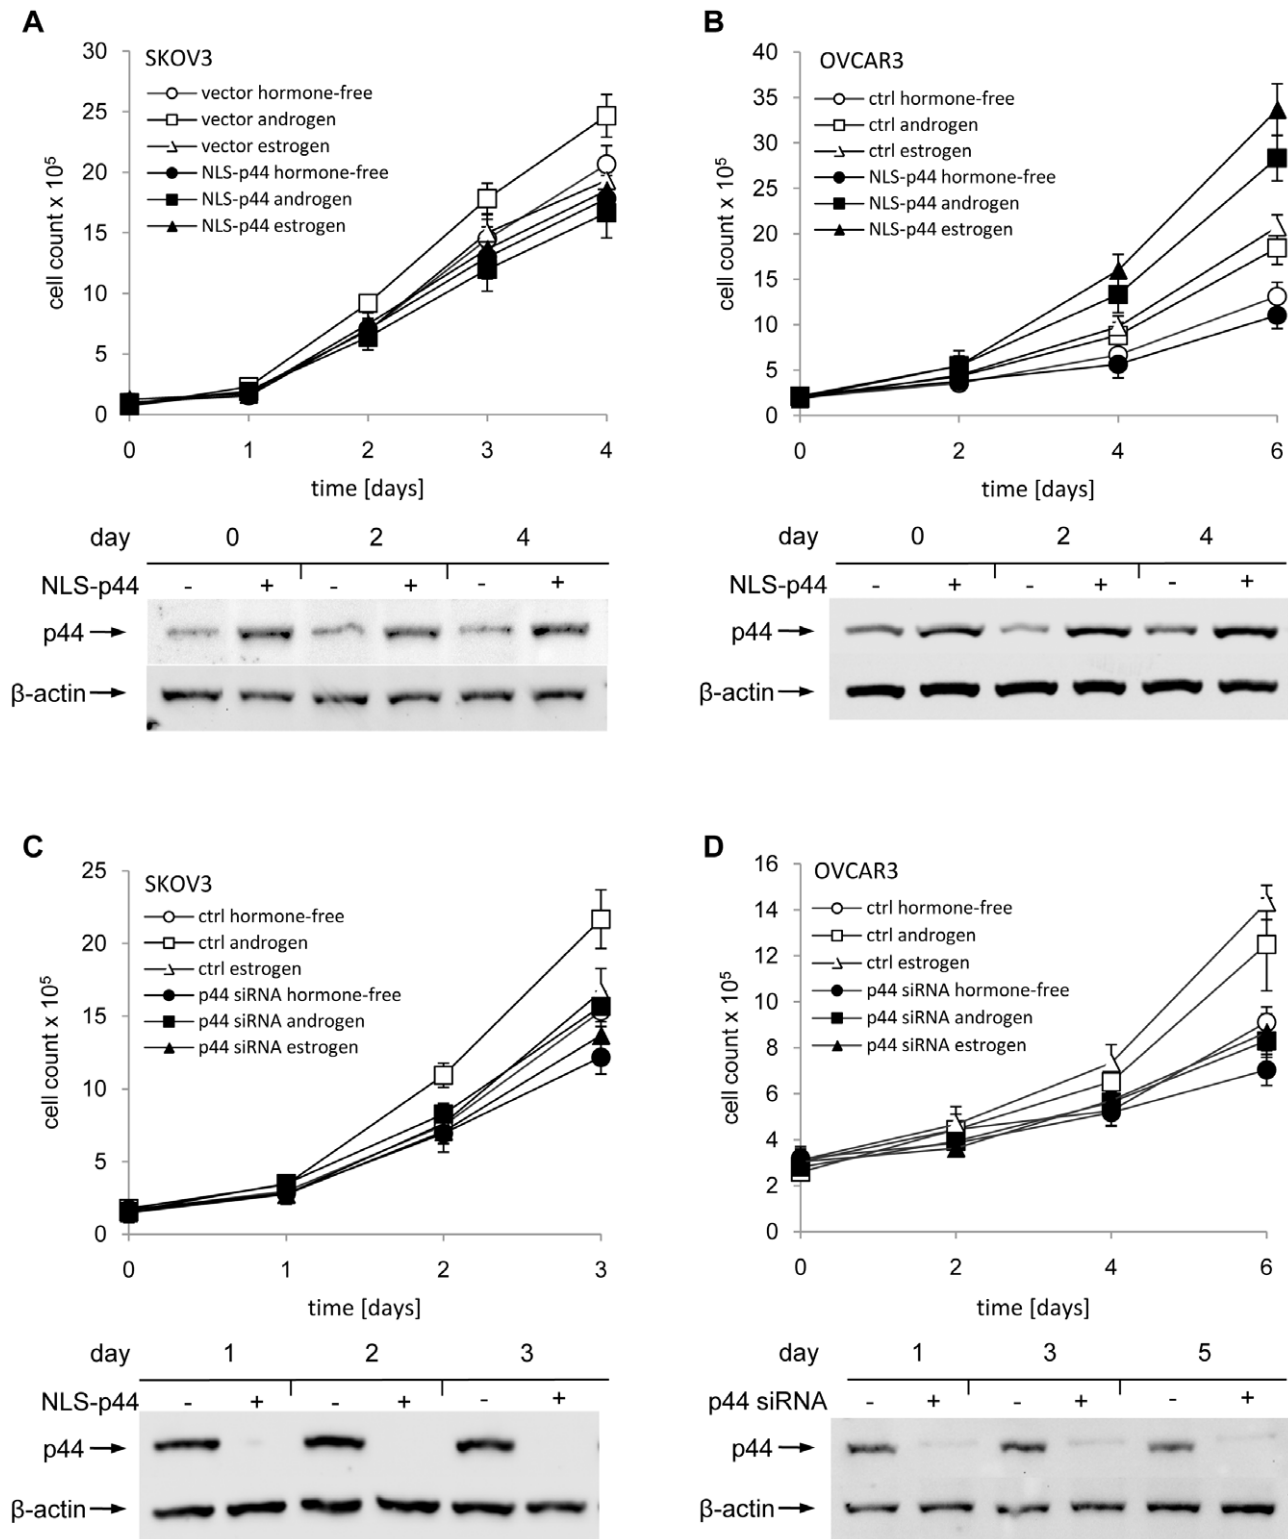 A
SKOV3
vector hormone-free
vector androgen
vector estrogen
NLS-p44 hormone-free
NLS-p44 androgen
NLS-p44 estrogen
cell count x 10⁵
30
25
20
15
10
5
0
0 1 2 3 4
time [days]
day 0 2 4
NLS-p44 - + - + - +
p44
β-actin
B
OVCAR3
ctrl hormone-free
ctrl androgen
ctrl estrogen
NLS-p44 hormone-free
NLS-p44 androgen
NLS-p44 estrogen
cell count x 10⁵
40
35
30
25
20
15
10
5
0
0 2 4 6
time [days]
day 0 2 4
NLS-p44 - + - + - +
p44
β-actin
C
SKOV3
ctrl hormone-free
ctrl androgen
ctrl estrogen
p44 siRNA hormone-free
p44 siRNA androgen
p44 siRNA estrogen
cell count x 10⁵
25
20
15
10
5
0
0 1 2 3
time [days]
day 1 2 3
NLS-p44 - + - + - +
p44
β-actin
D
OVCAR3
ctrl hormone-free
ctrl androgen
ctrl estrogen
p44 siRNA hormone-free
p44 siRNA androgen
p44 siRNA estrogen
cell count x 10⁵
16
14
12
10
8
6
4
2
0
0 2 4 6
time [days]
day 1 3 5
p44 siRNA - + - + - +
p44
β-actin